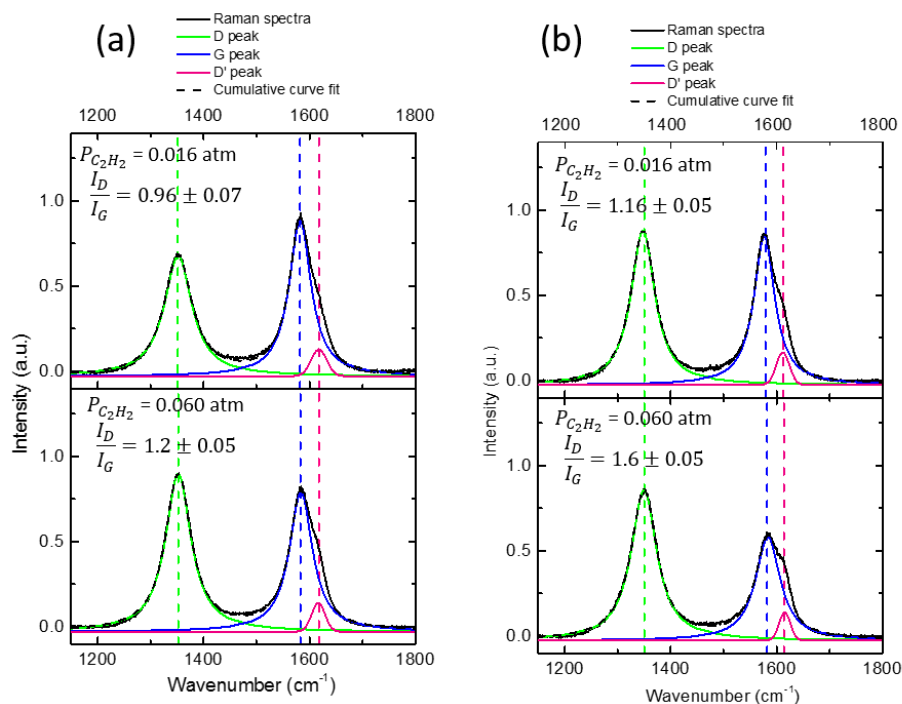 (a)
Raman spectra
D peak
G peak
D' peak
Cumulative curve fit
1200 1400 1600 1800
P_{C_2H_2} = 0.016 atm
I_D/I_G = 0.96 ± 0.07
1.0
0.5
0.0
P_{C_2H_2} = 0.060 atm
I_D/I_G = 1.2 ± 0.05
1.0
0.5
0.0
Intensity (a.u.)
1200 1400 1600 1800
Wavenumber (cm⁻¹)
(b)
Raman spectra
D peak
G peak
D' peak
Cumulative curve fit
1200 1400 1600 1800
P_{C_2H_2} = 0.016 atm
I_D/I_G = 1.16 ± 0.05
1.0
0.5
0.0
P_{C_2H_2} = 0.060 atm
I_D/I_G = 1.6 ± 0.05
1.0
0.5
0.0
Intensity (a.u.)
1200 1400 1600 1800
Wavenumber (cm⁻¹)